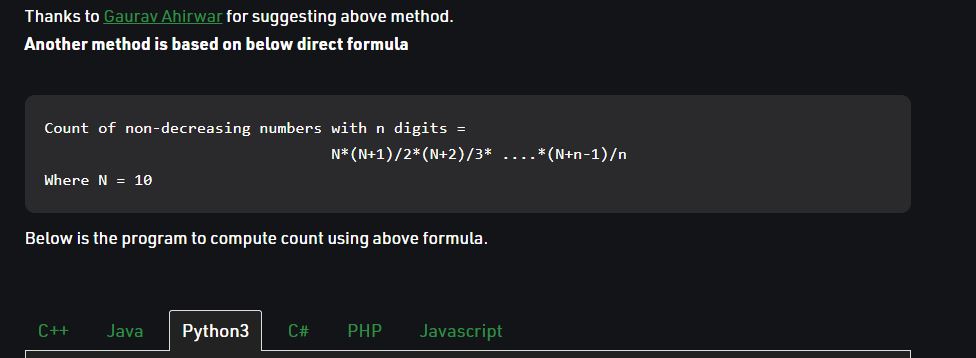 Thanks to Gaurav Ahirwar for suggesting above method.
Another method is based on below direct formula
Count of non-decreasing numbers with n digits =
N*(N+1)/2*(N+2)/3* ....*(N+n-1)/n
Where N = 10
Below is the program to compute count using above formula.
C++ Java Python3 C# PHP Javascript